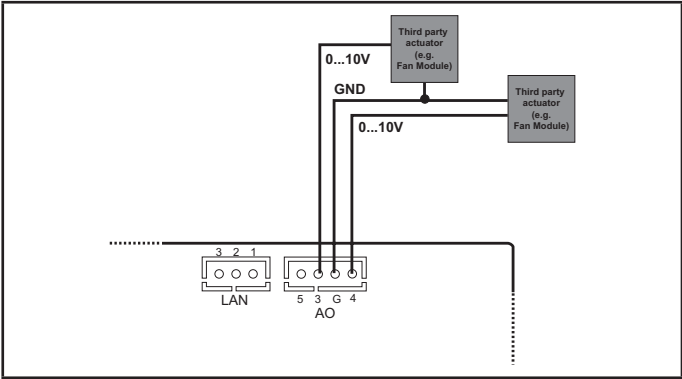 Third party
actuator
(e.g.
Fan Module)
0...10V
GND
Third party
actuator
(e.g.
Fan Module)
0...10V
3 2 1
LAN
5 3 G 4
AO